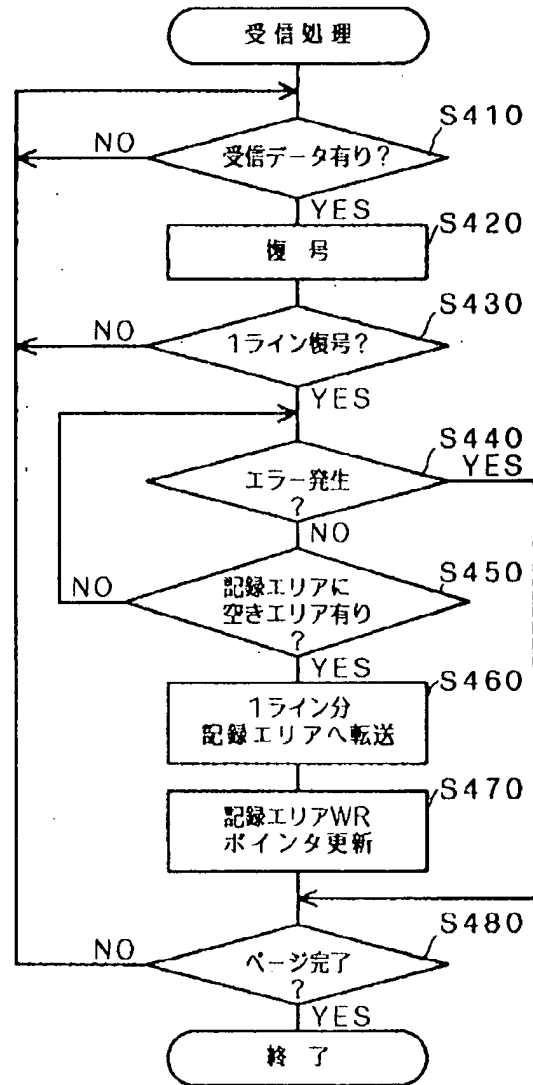 受信処理
S410
NO
受信データ有り?
YES
S420
復号
S430
NO
1ライン復号?
YES
S440
YES
エラー発生
?
NO
S450
NO
記録エリアに
空きエリア有り
?
YES
S460
1ライン分
記録エリアへ転送
S470
記録エリアWR
ポインタ更新
S480
NO
ページ完了
?
YES
終了